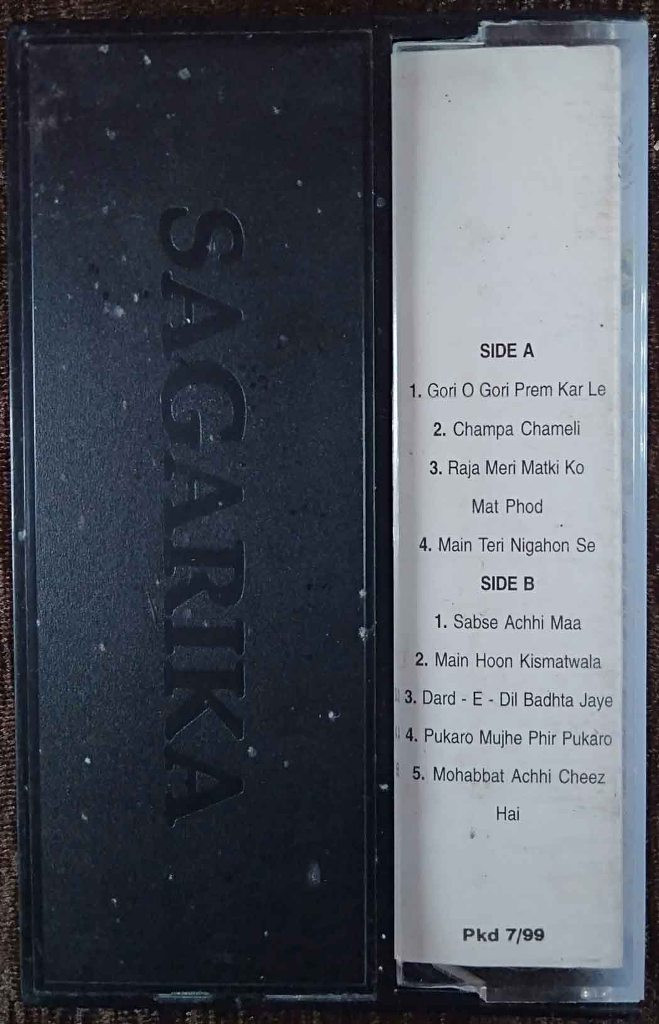 SAGARIKA
SIDE A
1. Gori O Gori Prem Kar Le
2. Champa Chameli
3. Raja Meri Matki Ko
Mat Phod
4. Main Teri Nigahon Se
SIDE B
1. Sabse Achhi Maa
2. Main Hoon Kismatwala
3. Dard - E - Dil Badhta Jaye
4. Pukaro Mujhe Phir Pukaro
5. Mohabbat Achhi Cheez
Hai
Pkd 7/99